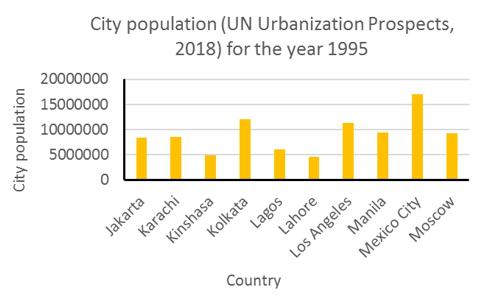 City population (UN Urbanization Prospects,
2018) for the year 1995
City population
20000000
15000000
10000000
5000000
0
Jakarta
Karachi
Kinshasa
Kolkata
Lagos
Lahore
Los Angeles
Manila
Mexico City
Moscow
Country